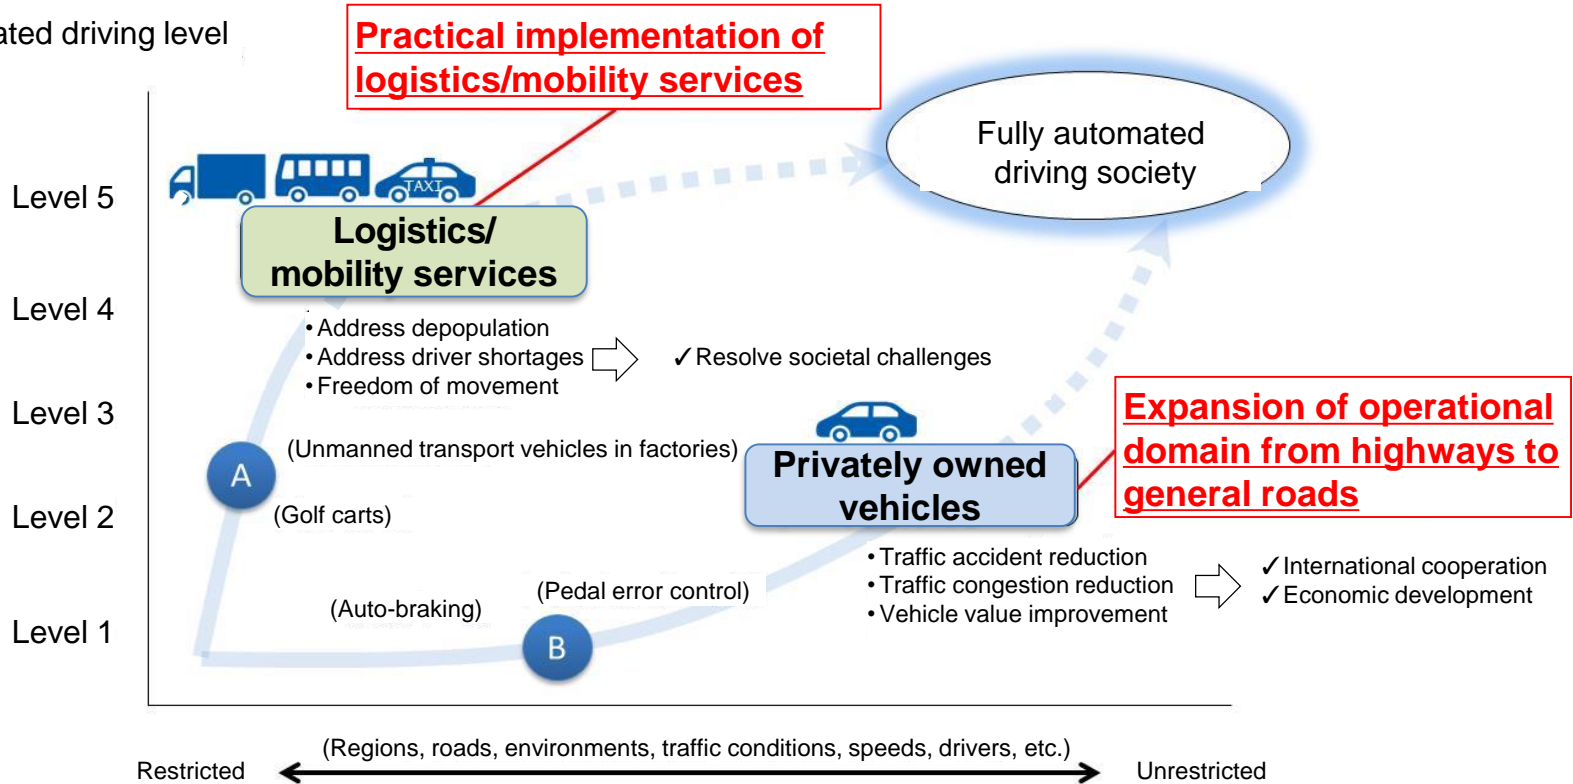 ated driving level
Practical implementation of
logistics/mobility services
Fully automated
driving society
TAXI
Level 5
Logistics/
mobility services
Level 4
• Address depopulation
• Address driver shortages
• Freedom of movement
✓Resolve societal challenges
Level 3
Expansion of operational
domain from highways to
general roads
A
(Unmanned transport vehicles in factories)
Privately owned
vehicles
Level 2
(Golf carts)
• Traffic accident reduction
• Traffic congestion reduction
• Vehicle value improvement
✓International cooperation
✓Economic development
(Auto-braking)
(Pedal error control)
Level 1
B
(Regions, roads, environments, traffic conditions, speeds, drivers, etc.)
Restricted
Unrestricted